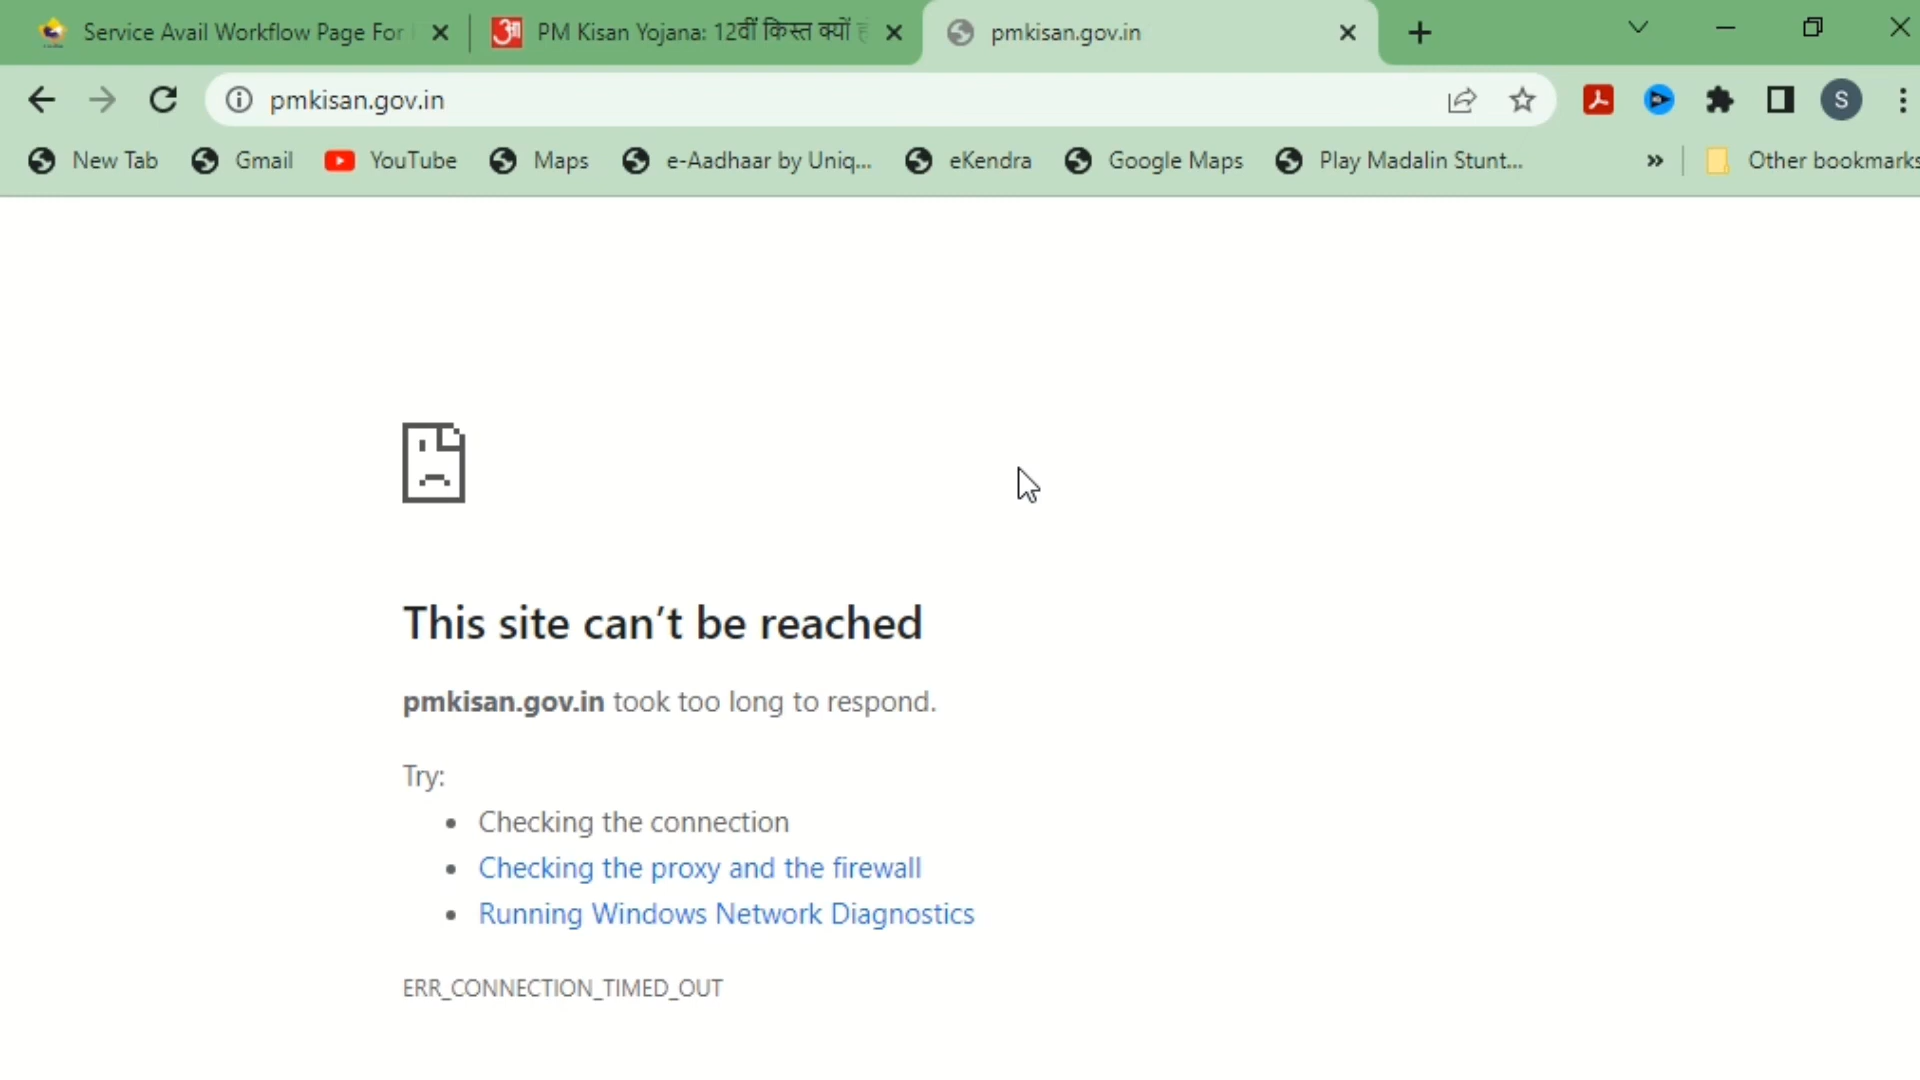 Service Avail Workflow Page For
PM Kisan Yojana: 12वीं किस्त क्यों
pmkisan.gov.in
pmkisan.gov.in
S
New Tab
Gmail
YouTube
Maps
e-Aadhaar by Uniq...
eKendra
Google Maps
Play Madalin Stunt...
»
Other bookmarks
This site can’t be reached
pmkisan.gov.in took too long to respond.
Try:
• Checking the connection
• Checking the proxy and the firewall
• Running Windows Network Diagnostics
ERR_CONNECTION_TIMED_OUT